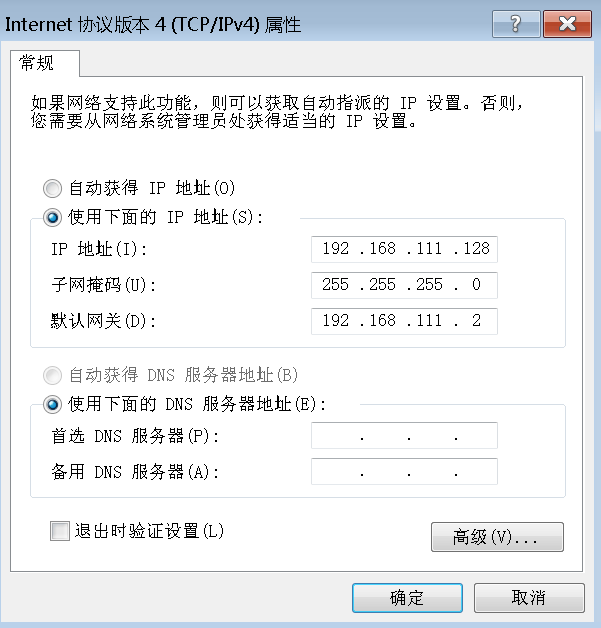 Internet 协议版本 4 (TCP/IPv4) 属性
常规
如果网络支持此功能，则可以获取自动指派的 IP 设置。否则，
您需要从网络系统管理员处获得适当的 IP 设置。
自动获得 IP 地址(O)
使用下面的 IP 地址(S):
IP 地址(I): 192 .168 .111 .128
子网掩码(U): 255 .255 .255 . 0
默认网关(D): 192 .168 .111 . 2
自动获得 DNS 服务器地址(B)
使用下面的 DNS 服务器地址(E):
首选 DNS 服务器(P): . . .
备用 DNS 服务器(A): . . .
退出时验证设置(L)
高级(V)...
确定 取消